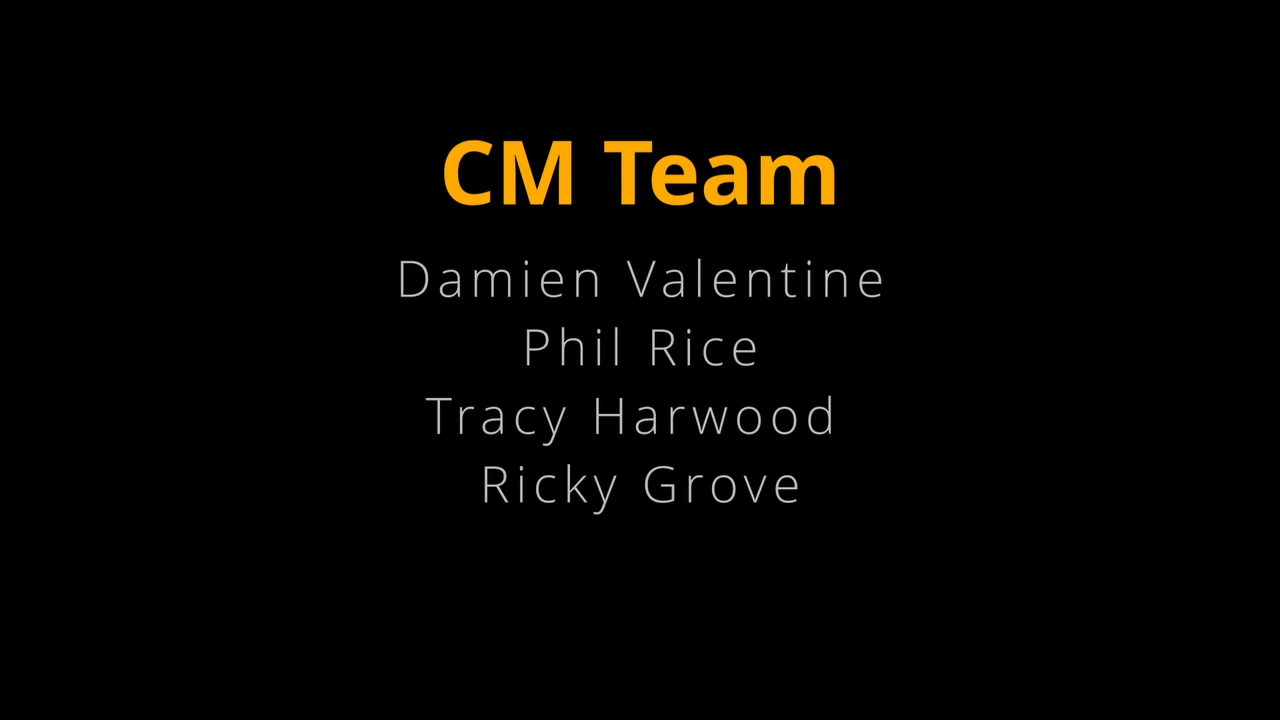 CM Team
Damien Valentine
Phil Rice
Tracy Harwood
Ricky Grove